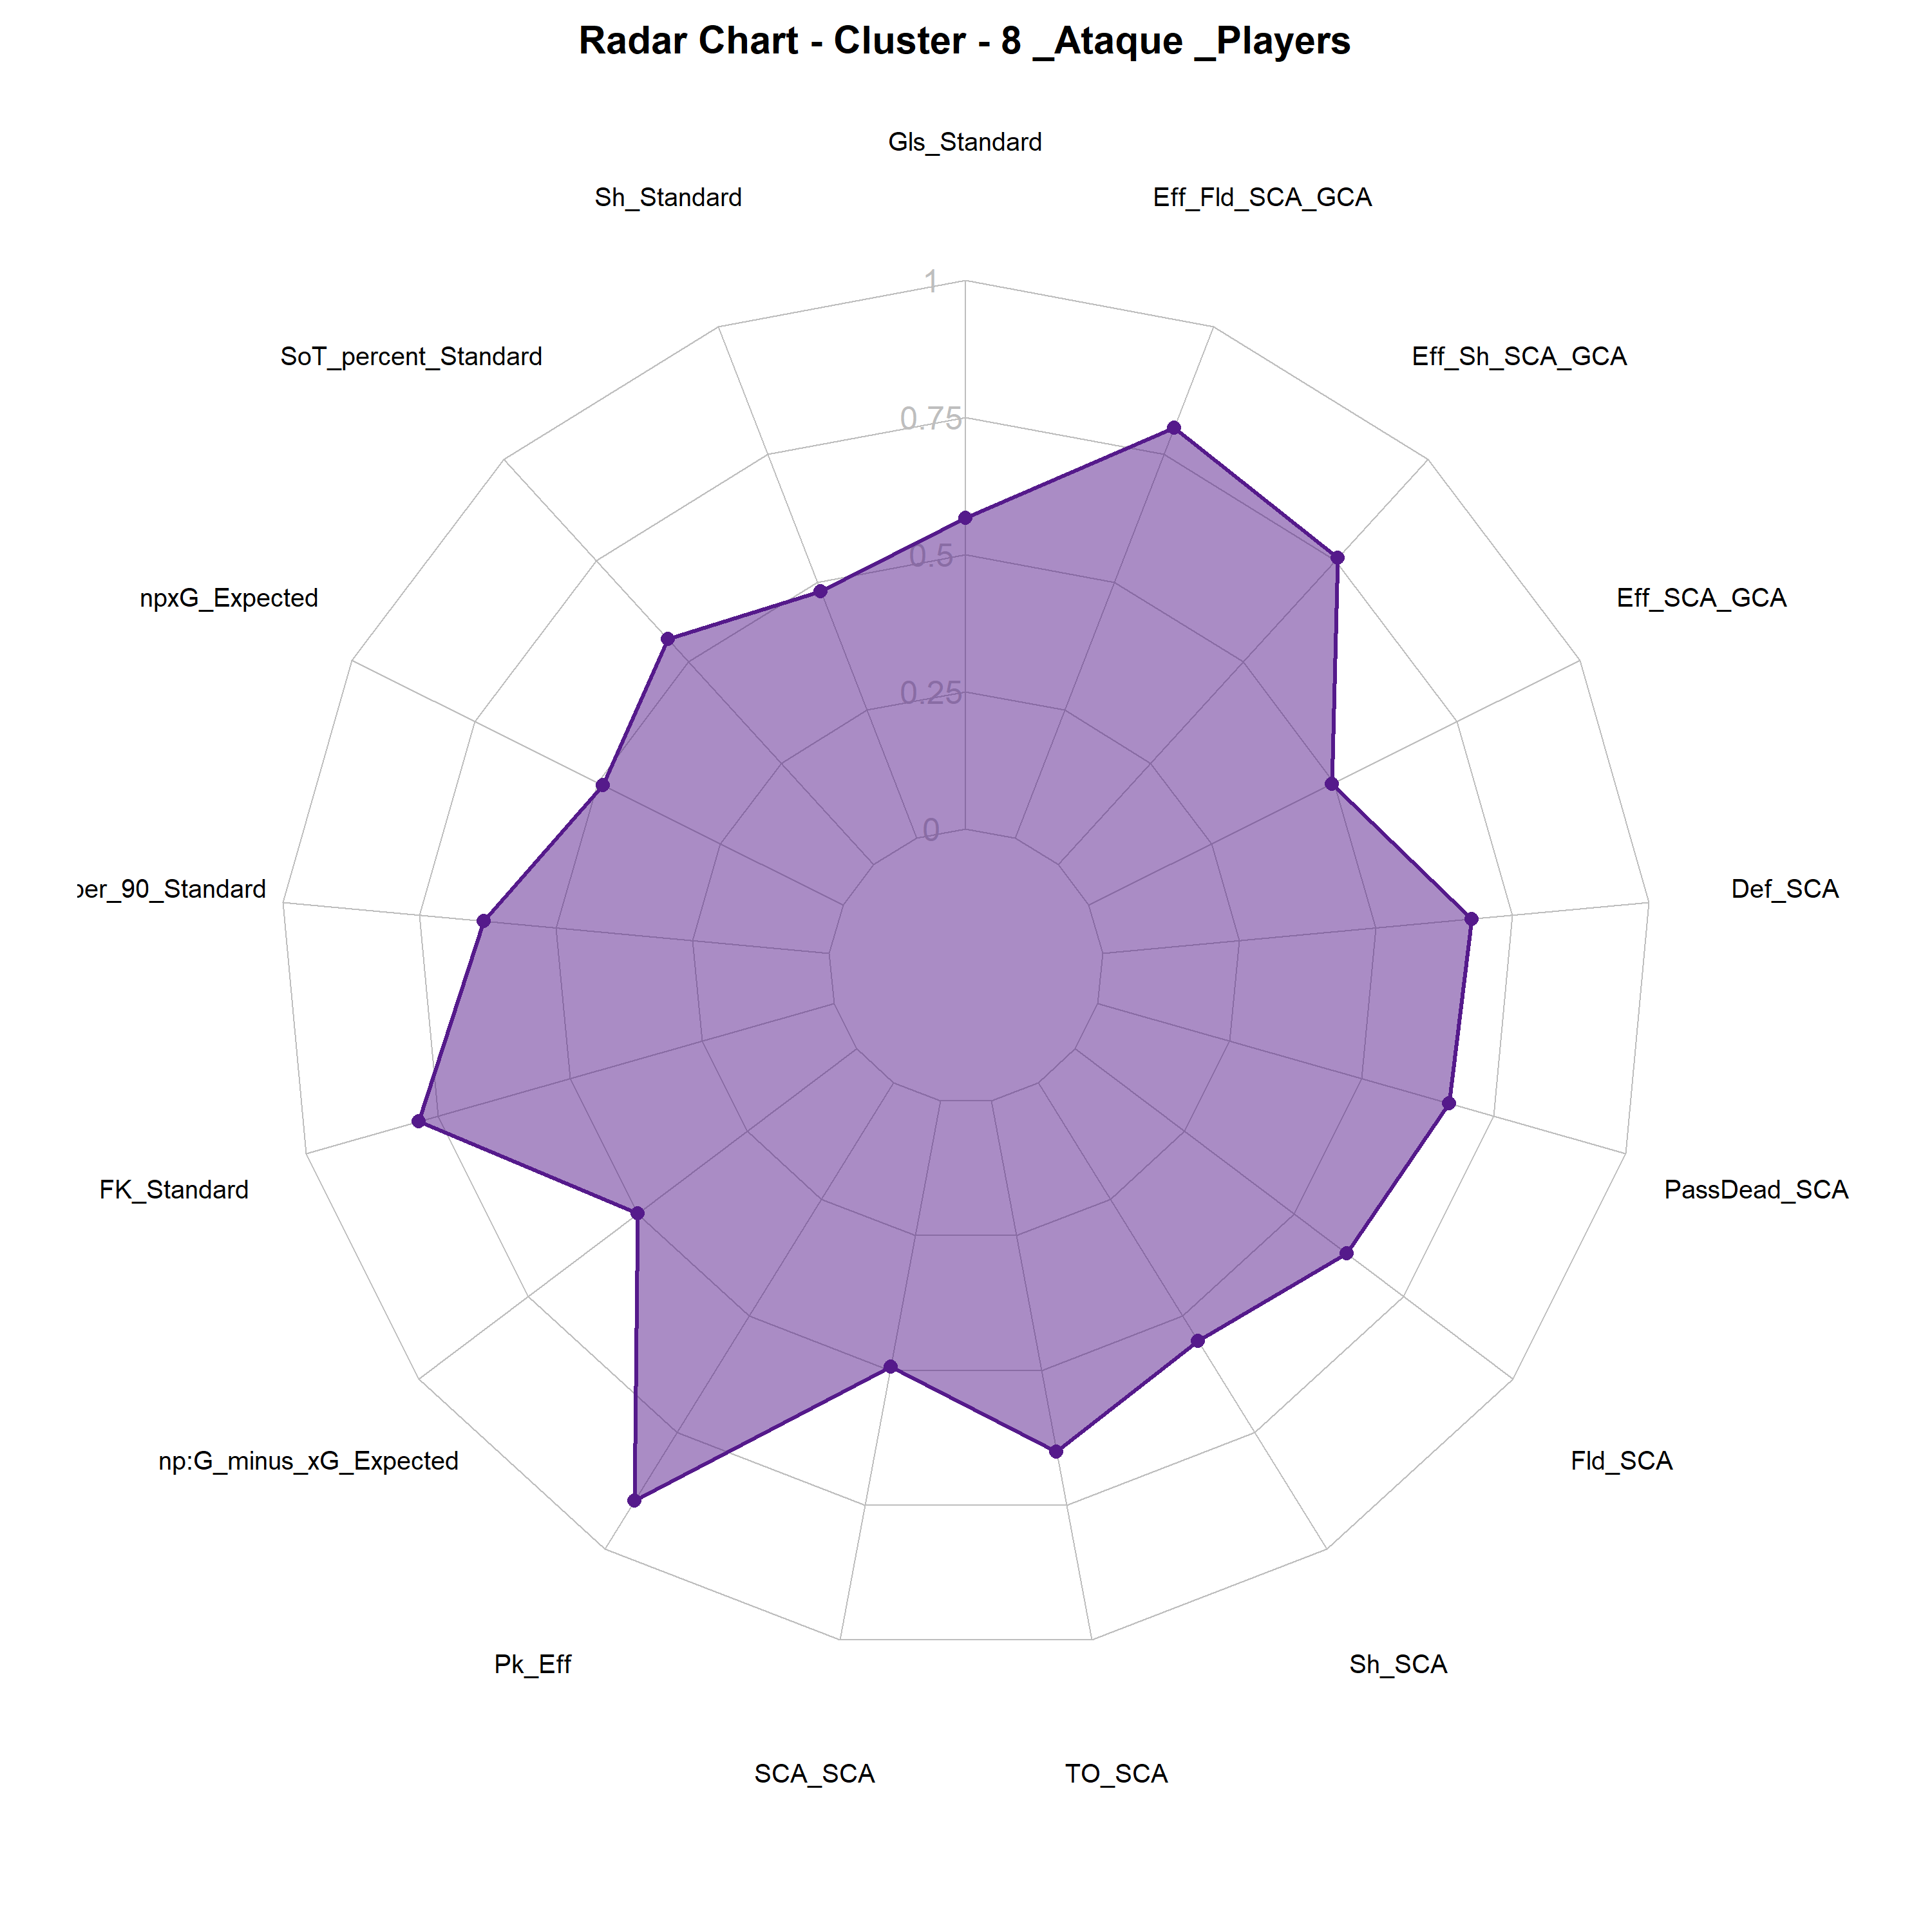 Radar Chart - Cluster - 8 _Ataque _Players
Gls_Standard
Sh_Standard
Eff_Fld_SCA_GCA
SoT_percent_Standard
Eff_Sh_SCA_GCA
npxG_Expected
Eff_SCA_GCA
per_90_Standard
Def_SCA
FK_Standard
PassDead_SCA
np:G_minus_xG_Expected
Fld_SCA
Pk_Eff
Sh_SCA
SCA_SCA
TO_SCA
1
0.75
0.5
0.25
0